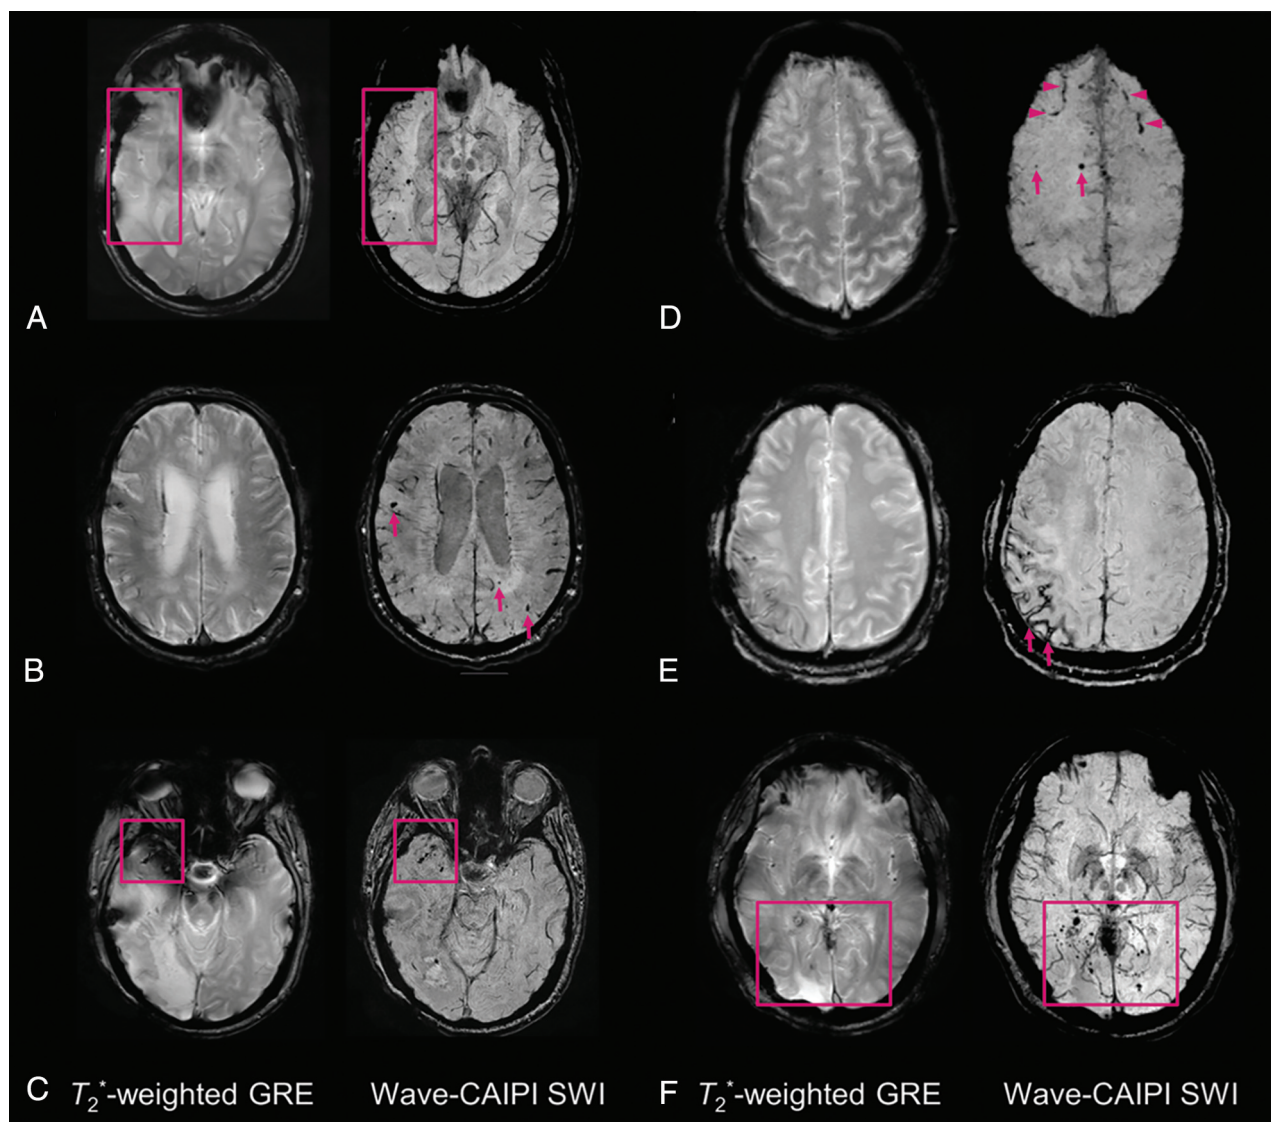 A
D
B
E
C T₂*-weighted GRE Wave-CAIPI SWI F T₂*-weighted GRE Wave-CAIPI SWI